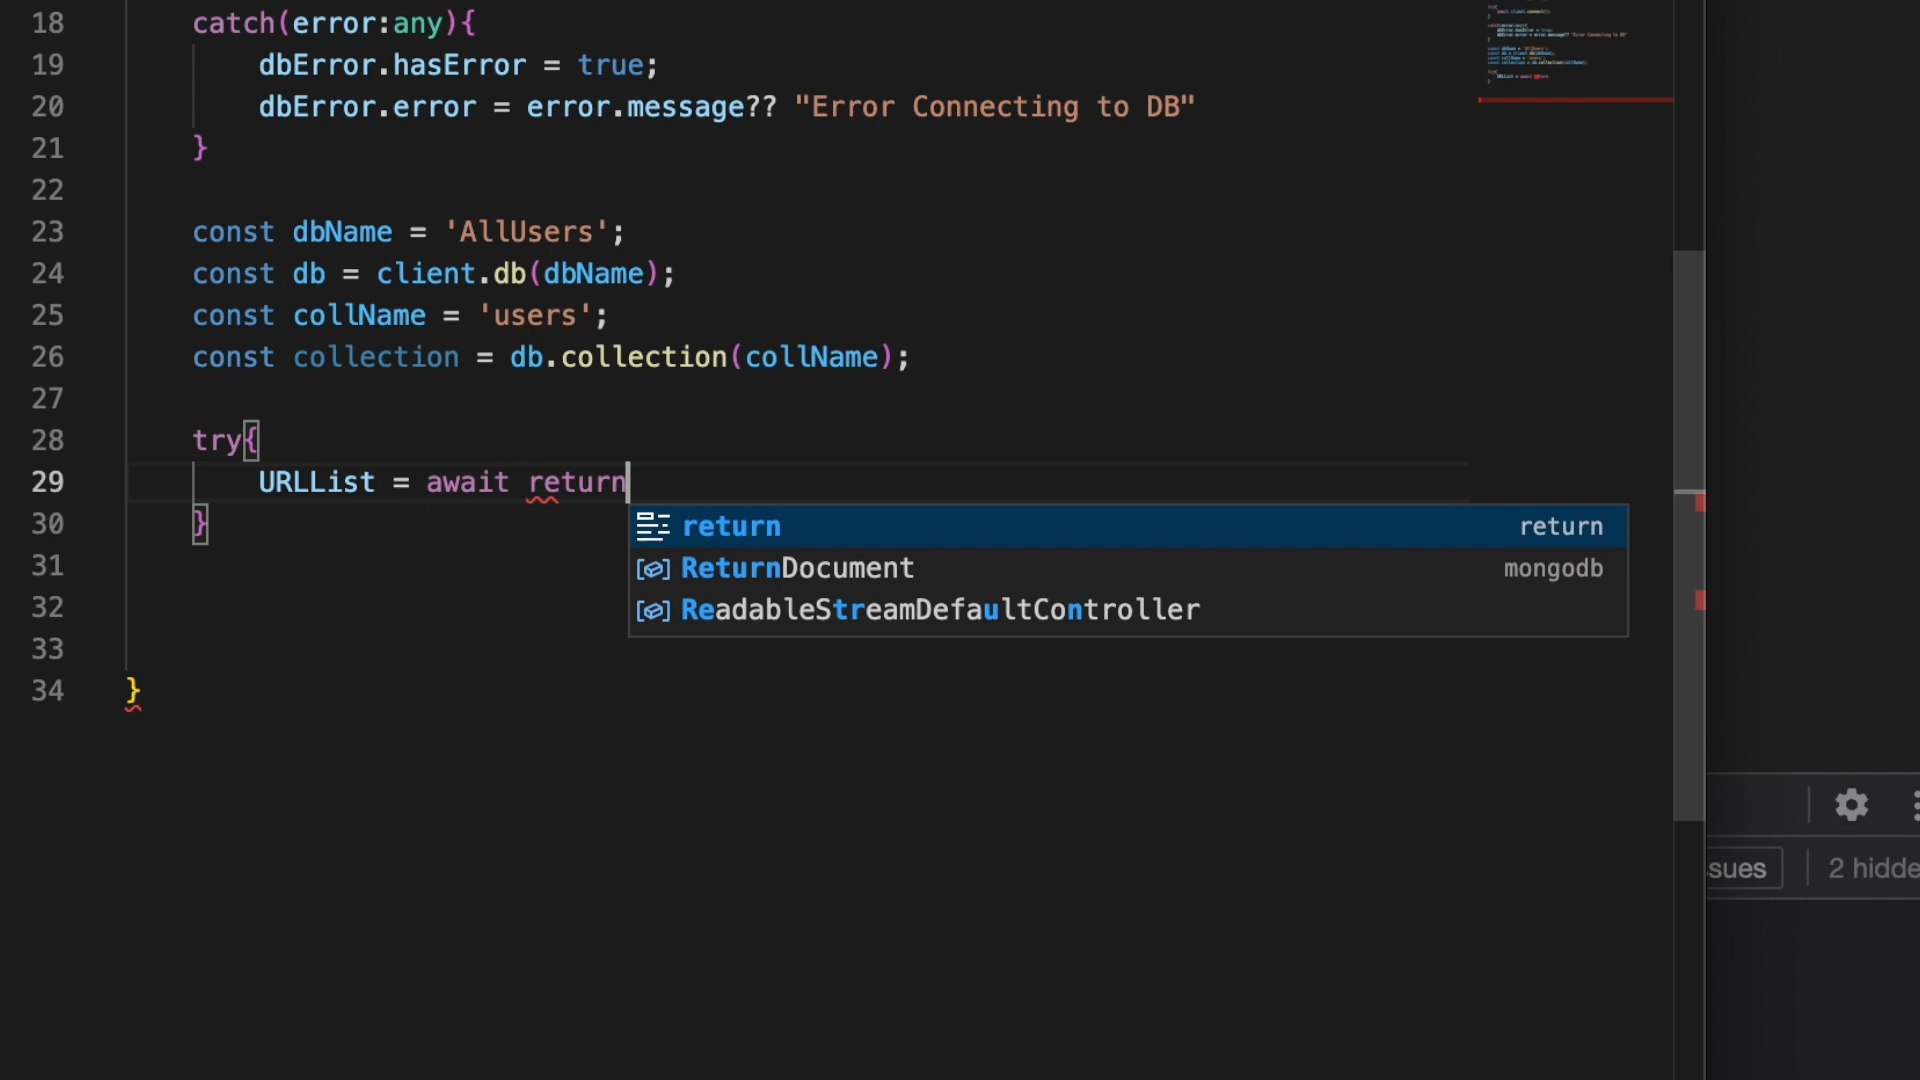 18 catch(error:any){
19 dbError.hasError = true;
20 dbError.error = error.message?? "Error Connecting to DB"
21 }
22
23 const dbName = 'AllUsers';
24 const db = client.db(dbName);
25 const collName = 'users';
26 const collection = db.collection(collName);
27
28 try{
29 URLList = await return
30 }
return return
ReturnDocument mongodb
ReadableStreamDefaultController
31
32
33
34 }
sues 2 hidde